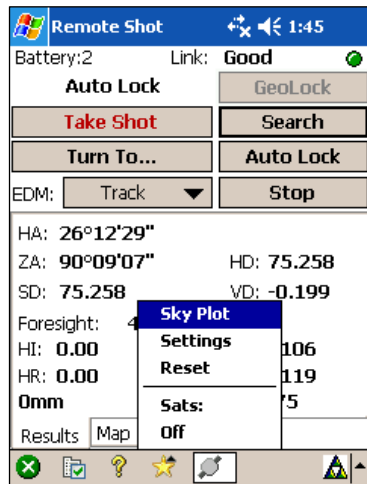 Remote Shot 1:45
Battery:2 Link: Good
Auto Lock GeoLock
Take Shot Search
Turn To... Auto Lock
EDM: Track Stop
HA: 26°12'29"
ZA: 90°09'07" HD: 75.258
SD: 75.258 VD: -0.199
Foresight: 4
Sky Plot
HI: 0.00 Settings 106
HR: 0.00 Reset 119
0mm Sats: 75
Results Map Off